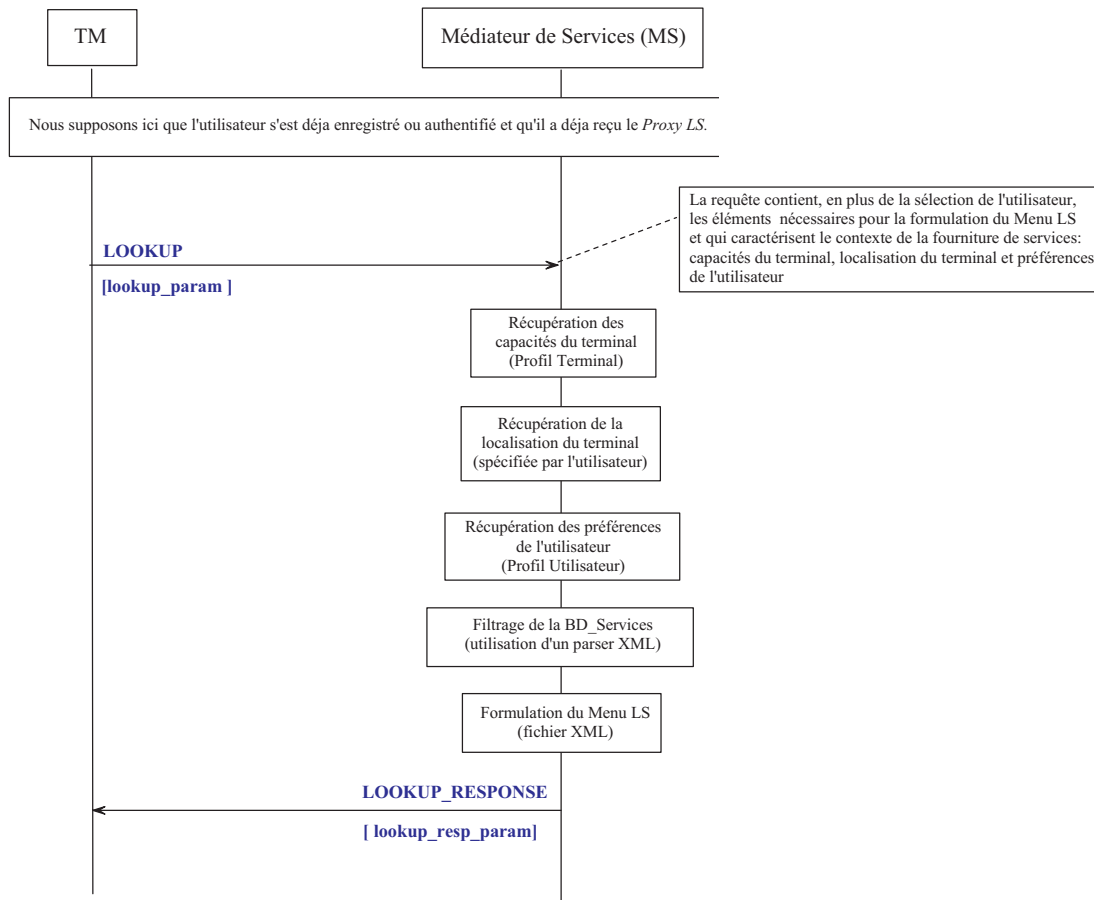 TM
Médiateur de Services (MS)
Nous supposons ici que l'utilisateur s'est déja enregistré ou authentifié et qu'il a déja reçu le Proxy LS.
La requête contient, en plus de la sélection de l'utilisateur,
les éléments nécessaires pour la formulation du Menu LS
et qui caractérisent le contexte de la fourniture de services:
capacités du terminal, localisation du terminal et préférences
de l'utilisateur
LOOKUP
[lookup_param ]
Récupération des
capacités du terminal
(Profil Terminal)
Récupération de la
localisation du terminal
(spécifiée par l'utilisateur)
Récupération des préférences
de l'utilisateur
(Profil Utilisateur)
Filtrage de la BD_Services
(utilisation d'un parser XML)
Formulation du Menu LS
(fichier XML)
LOOKUP_RESPONSE
[ lookup_resp_param]